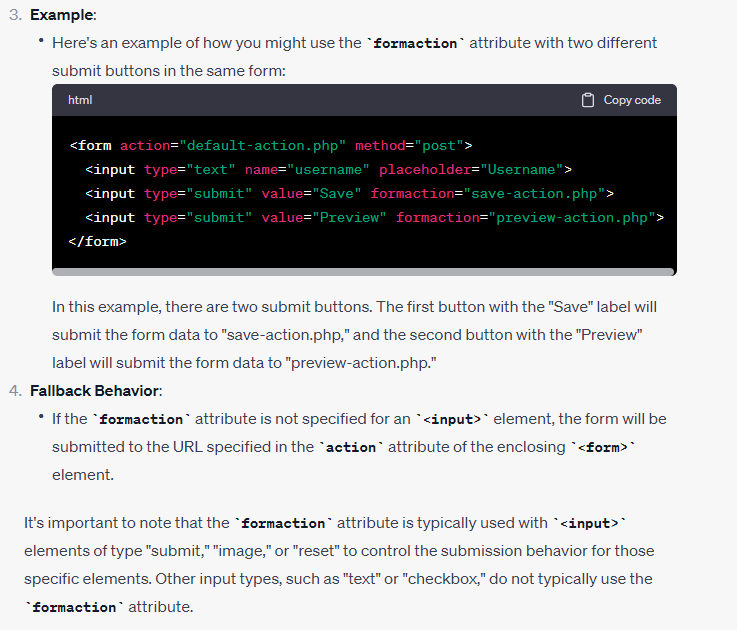 3. Example:
• Here's an example of how you might use the `formaction` attribute with two different
submit buttons in the same form:
html Copy code
<form action="default-action.php" method="post">
  <input type="text" name="username" placeholder="Username">
  <input type="submit" value="Save" formaction="save-action.php">
  <input type="submit" value="Preview" formaction="preview-action.php">
</form>
In this example, there are two submit buttons. The first button with the "Save" label will
submit the form data to "save-action.php," and the second button with the "Preview"
label will submit the form data to "preview-action.php."
4. Fallback Behavior:
• If the `formaction` attribute is not specified for an `<input>` element, the form will be
submitted to the URL specified in the `action` attribute of the enclosing `<form>`
element.
It's important to note that the `formaction` attribute is typically used with `<input>`
elements of type "submit," "image," or "reset" to control the submission behavior for those
specific elements. Other input types, such as "text" or "checkbox," do not typically use the
`formaction` attribute.